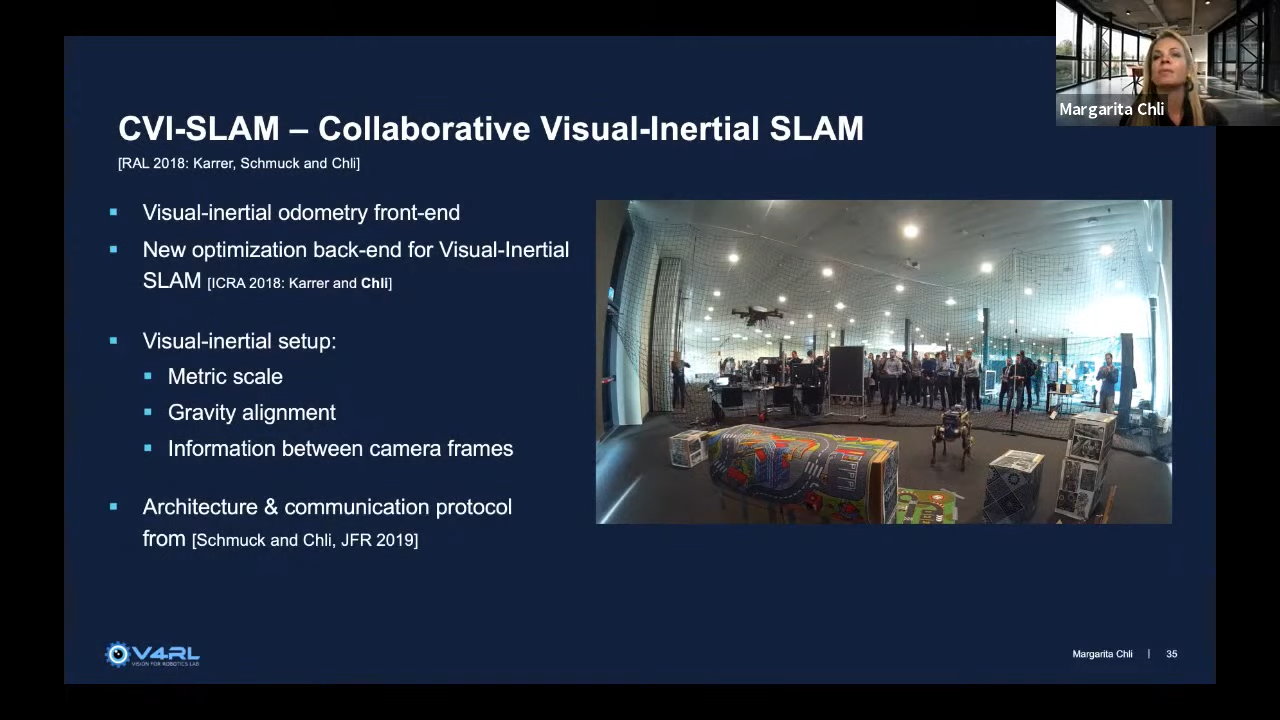 Margarita Chli
CVI-SLAM – Collaborative Visual-Inertial SLAM
[RAL 2018: Karrer, Schmuck and Chli]
Visual-inertial odometry front-end
New optimization back-end for Visual-Inertial
SLAM [ICRA 2018: Karrer and Chli]
Visual-inertial setup:
Metric scale
Gravity alignment
Information between camera frames
Architecture & communication protocol
from [Schmuck and Chli, JFR 2019]
V4RL
VISION FOR ROBOTICS LAB
Margarita Chli | 35